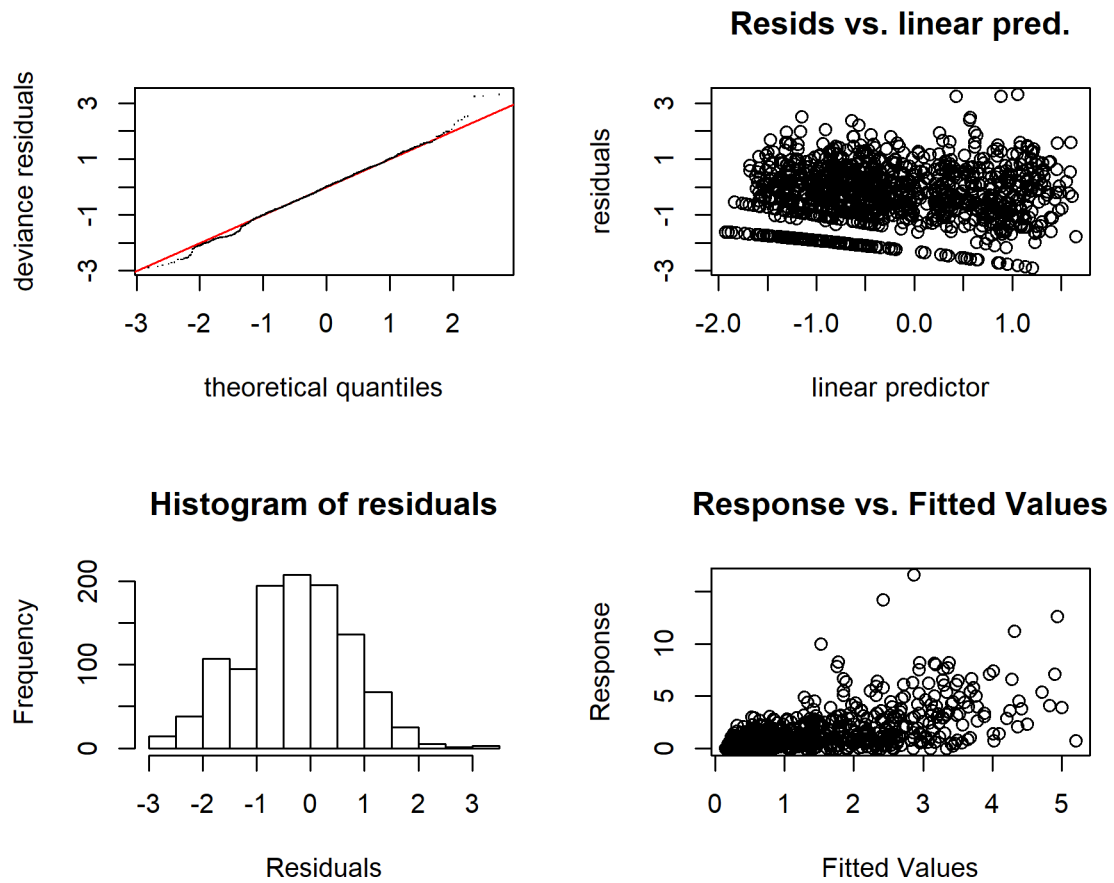 deviance residuals
3
1
-1
-3
-3 -2 -1 0 1 2
theoretical quantiles
Resids vs. linear pred.
residuals
3
1
-1
-3
-2.0 -1.0 0.0 1.0
linear predictor
Histogram of residuals
Frequency
200
100
0
-3 -2 -1 0 1 2 3
Residuals
Response vs. Fitted Values
Response
10
5
0
0 1 2 3 4 5
Fitted Values